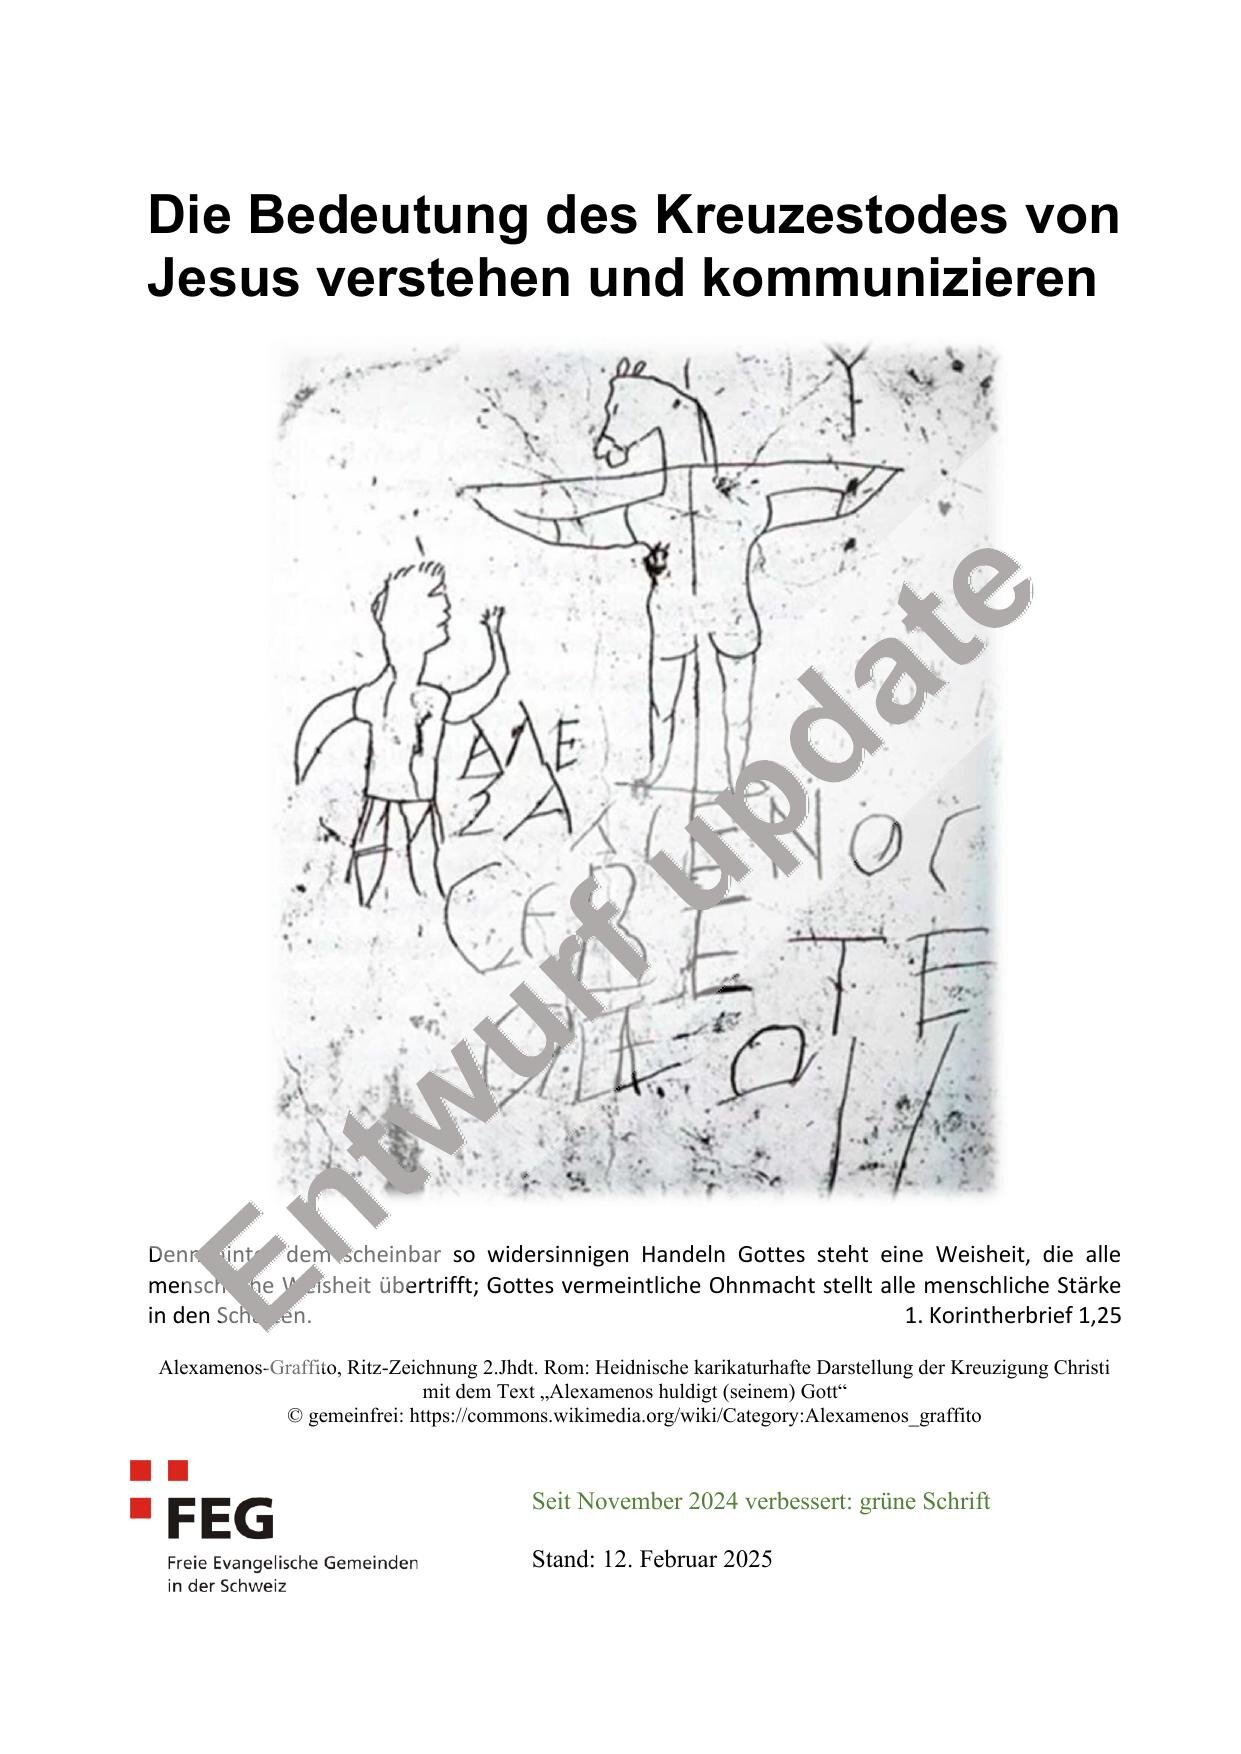 Die Bedeutung des Kreuzestodes von
Jesus verstehen und kommunizieren
ΑΛΕ
ΞΑ
ΜΕΝΟC
CΕΒΕΤΕ
ΘΕΟΝ
Entwurf update
Denn hinter dem scheinbar so widersinnigen Handeln Gottes steht eine Weisheit, die alle
menschliche Weisheit übertrifft; Gottes vermeintliche Ohnmacht stellt alle menschliche Stärke
in den Schatten. 1. Korintherbrief 1,25
Alexamenos-Graffito, Ritz-Zeichnung 2.Jhdt. Rom: Heidnische karikaturhafte Darstellung der Kreuzigung Christi
mit dem Text „Alexamenos huldigt (seinem) Gott“
© gemeinfrei: https://commons.wikimedia.org/wiki/Category:Alexamenos_graffito
FEG
Freie Evangelische Gemeinden
in der Schweiz
Seit November 2024 verbessert: grüne Schrift
Stand: 12. Februar 2025